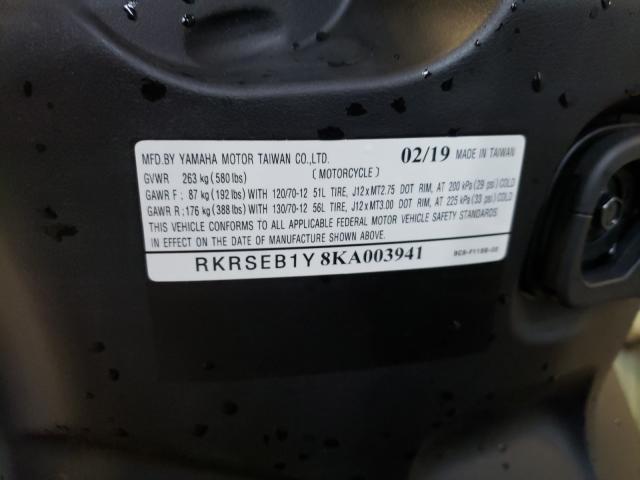 MFD.BY YAMAHA MOTOR TAIWAN CO.,LTD. 02/19 MADE IN TAIWAN
GVWR 263 kg (580 lbs) (MOTORCYCLE)
GAWR F: 87 kg (192 lbs) WITH 120/70-12 51L TIRE, J12xMT2.75 DOT RIM, AT 200 kPa (29 psi) COLD
GAWR R: 176 kg (388 lbs) WITH 130/70-12 56L TIRE, J12xMT3.00 DOT RIM, AT 225 kPa (33 psi) COLD
THIS VEHICLE CONFORMS TO ALL APPLICABLE FEDERAL MOTOR VEHICLE SAFETY STANDARDS
IN EFFECT ON THE DATE OF MANUFACTURE SHOWN ABOVE.
RKRSEB1Y8KA003941